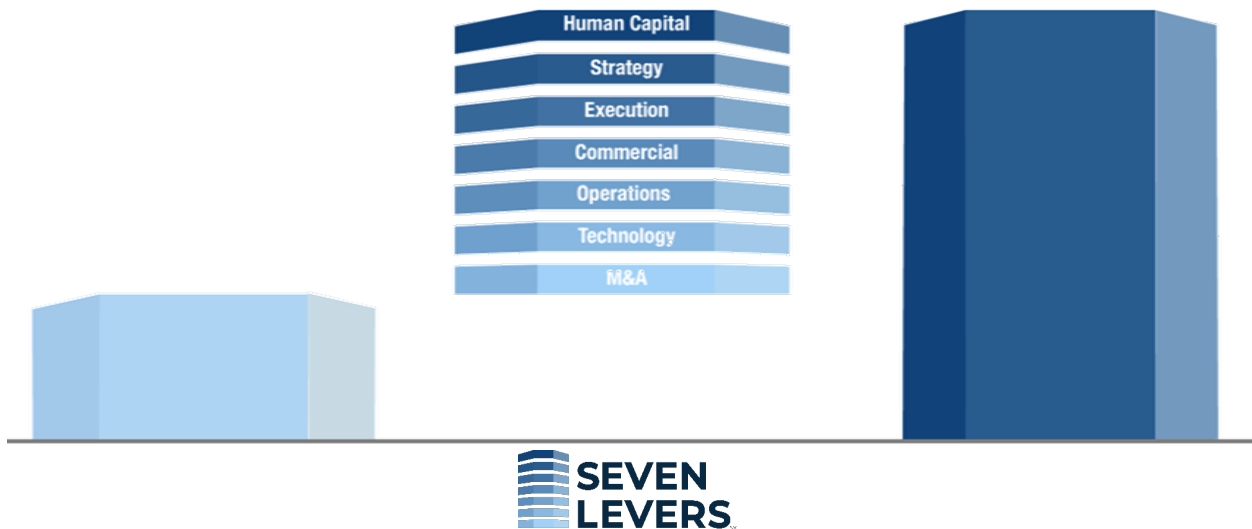 Human Capital
Strategy
Execution
Commercial
Operations
Technology
M&A
SEVEN
LEVERS